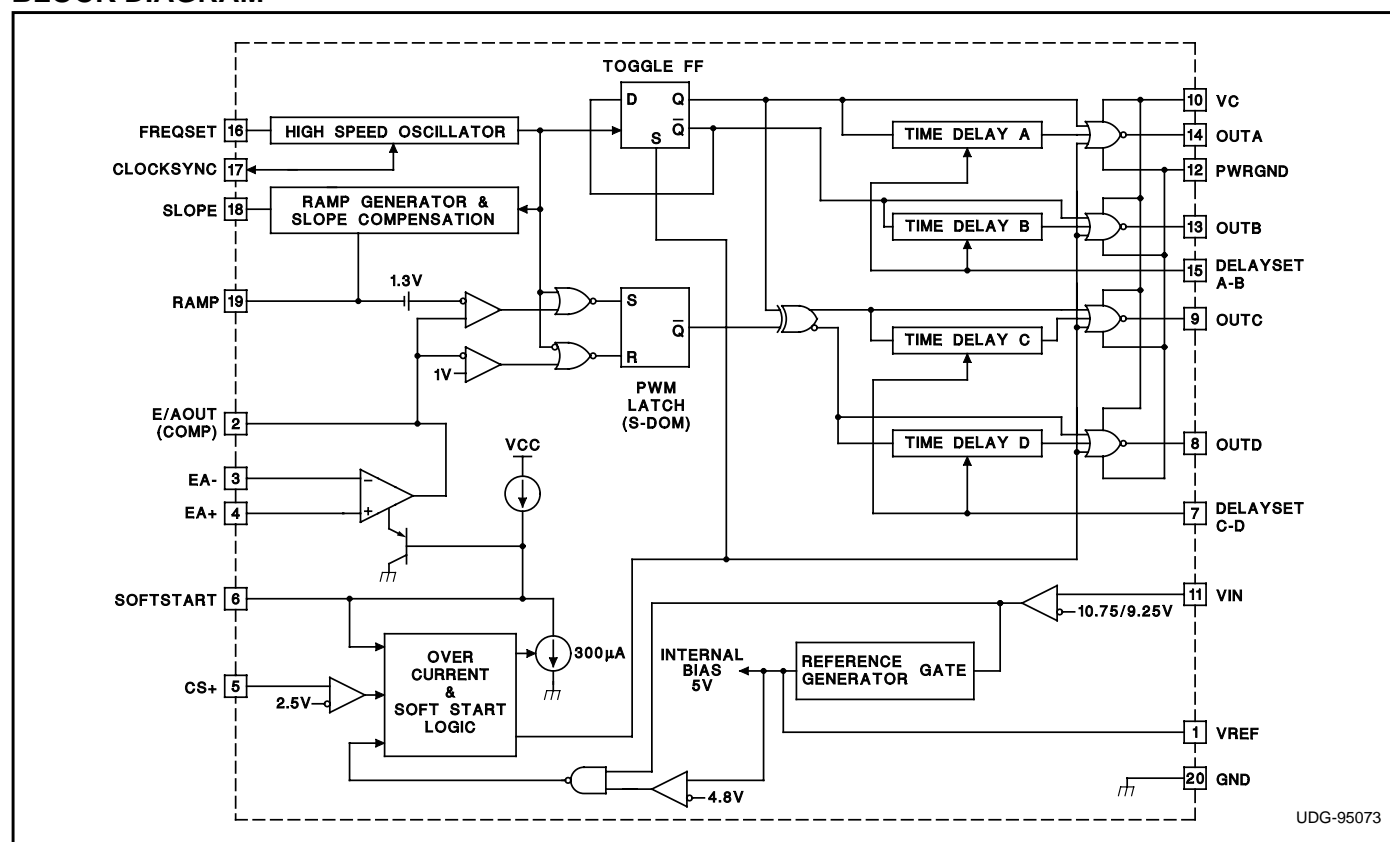 BLOCK DIAGRAM
TOGGLE FF
D
Q
Q
S
FREQSET
16
HIGH SPEED OSCILLATOR
CLOCKSYNC
17
SLOPE
18
RAMP GENERATOR &
SLOPE COMPENSATION
RAMP
19
1.3V
1V
S
Q
R
PWM
LATCH
(S-DOM)
E/AOUT
(COMP)
2
EA-
3
EA+
4
−
+
VCC
SOFTSTART
6
CS+
5
2.5V
OVER
CURRENT
&
SOFT START
LOGIC
300µA
TIME DELAY A
TIME DELAY B
TIME DELAY C
TIME DELAY D
10
VC
14
OUTA
12
PWRGND
13
OUTB
15
DELAYSET
A-B
9
OUTC
8
OUTD
7
DELAYSET
C-D
11
VIN
10.75/9.25V
INTERNAL
BIAS
5V
REFERENCE
GENERATOR
GATE
1
VREF
4.8V
20
GND
UDG-95073